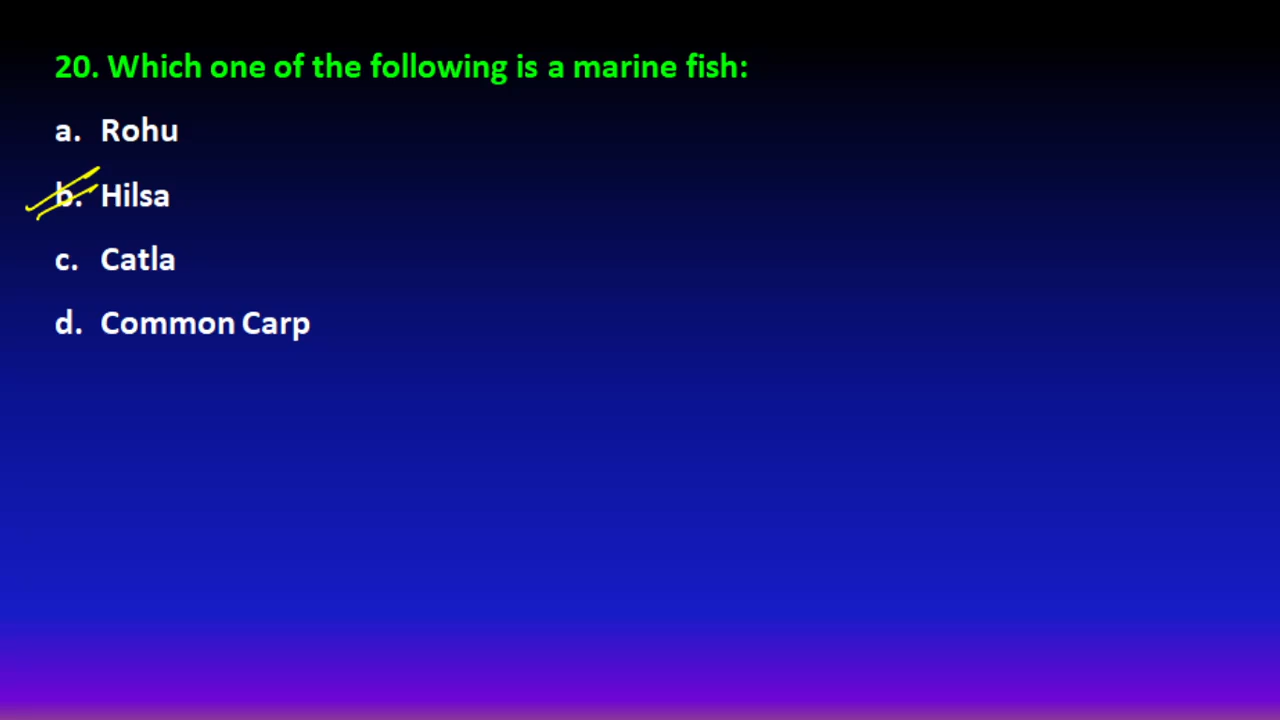 20. Which one of the following is a marine fish:
a. Rohu
b. Hilsa
c. Catla
d. Common Carp